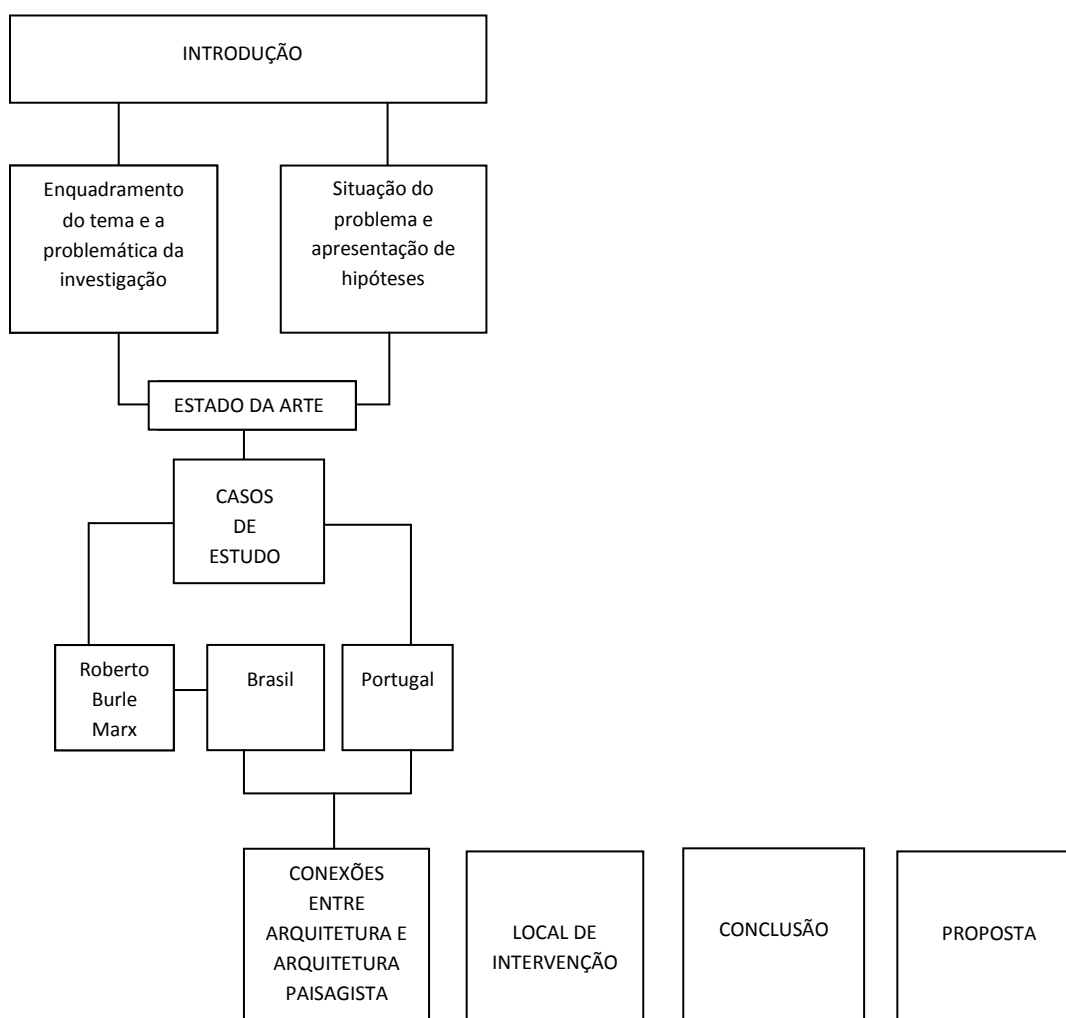 INTRODUÇÃO
Enquadramento
do tema e a
problemática da
investigação
Situação do
problema e
apresentação de
hipóteses
ESTADO DA ARTE
CASOS
DE
ESTUDO
Roberto
Burle
Marx
Brasil
Portugal
CONEXÕES
ENTRE
ARQUITETURA E
ARQUITETURA
PAISAGISTA
LOCAL DE
INTERVENÇÃO
CONCLUSÃO
PROPOSTA